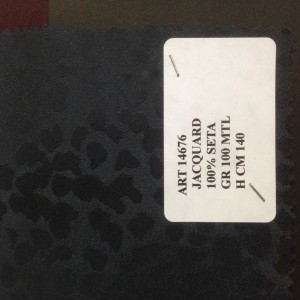 ART 14676
JACQUARD
100% SETA
GR 100 MTL
H CM 140